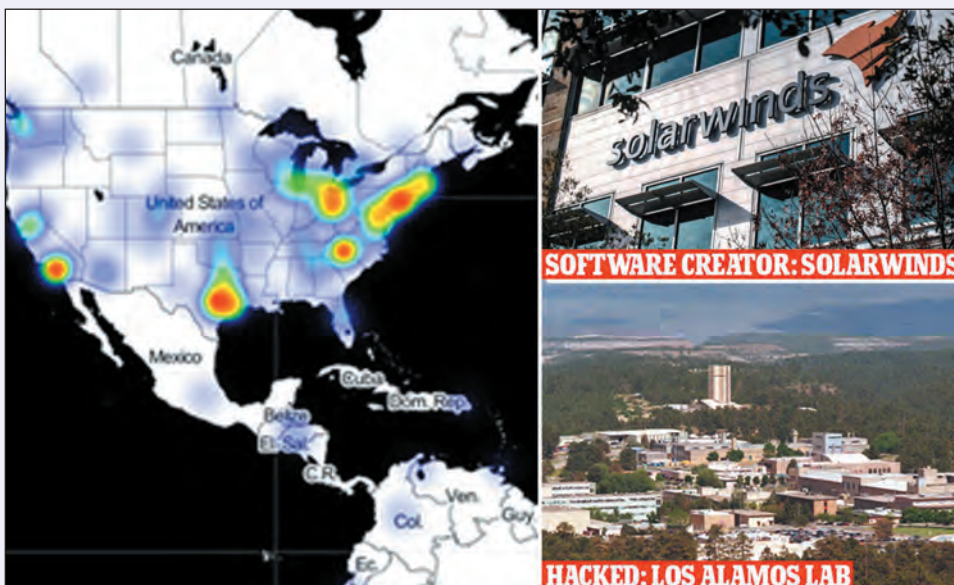 Canada
United States of
America
Mexico
Cuba
Dom. Rep.
Belize
El. Sal.
C.R.
Ven.
Guy
Col.
Ec.
solarwinds
SOFTWARE CREATOR: SOLARWINDS
HACKED: LOS ALAMOS LAB